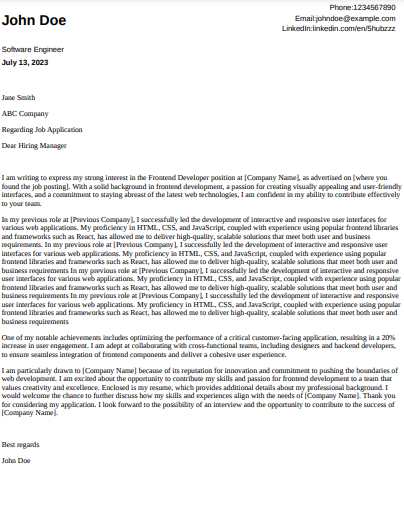 Phone:1234567890
John Doe
Email:johndoe@example.com
LinkedIn:linkedin.com/en/5hubzzz
Software Engineer
July 13, 2023
Jane Smith
ABC Company
Regarding Job Application
Dear Hiring Manager
I am writing to express my strong interest in the Frontend Developer position at [Company Name], as advertised on [where you
found the job posting]. With a solid background in frontend development, a passion for creating visually appealing and user-friendly
interfaces, and a commitment to staying abreast of the latest web technologies, I am confident in my ability to contribute effectively
to your team.
In my previous role at [Previous Company], I successfully led the development of interactive and responsive user interfaces for
various web applications. My proficiency in HTML, CSS, and JavaScript, coupled with experience using popular frontend libraries
and frameworks such as React, has allowed me to deliver high-quality, scalable solutions that meet both user and business
requirements. In my previous role at [Previous Company], I successfully led the development of interactive and responsive user
interfaces for various web applications. My proficiency in HTML, CSS, and JavaScript, coupled with experience using popular
frontend libraries and frameworks such as React, has allowed me to deliver high-quality, scalable solutions that meet both user and
business requirements In my previous role at [Previous Company], I successfully led the development of interactive and responsive
user interfaces for various web applications. My proficiency in HTML, CSS, and JavaScript, coupled with experience using popular
frontend libraries and frameworks such as React, has allowed me to deliver high-quality, scalable solutions that meet both user and
business requirements In my previous role at [Previous Company], I successfully led the development of interactive and responsive
user interfaces for various web applications. My proficiency in HTML, CSS, and JavaScript, coupled with experience using popular
frontend libraries and frameworks such as React, has allowed me to deliver high-quality, scalable solutions that meet both user and
business requirements
One of my notable achievements includes optimizing the performance of a critical customer-facing application, resulting in a 20%
increase in user engagement. I am adept at collaborating with cross-functional teams, including designers and backend developers,
to ensure seamless integration of frontend components and deliver a cohesive user experience.
I am particularly drawn to [Company Name] because of its reputation for innovation and commitment to pushing the boundaries of
web development. I am excited about the opportunity to contribute my skills and passion for frontend development to a team that
values creativity and excellence. Enclosed is my resume, which provides additional details about my professional background. I
would welcome the chance to further discuss how my skills and experiences align with the needs of [Company Name]. Thank you
for considering my application. I look forward to the possibility of an interview and the opportunity to contribute to the success of
[Company Name].
Best regards
John Doe